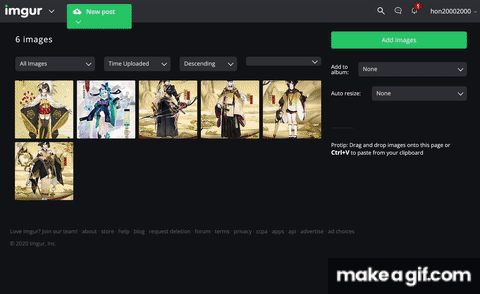 imgur
New post
hon20002000
1
6 images
Add images
All Images
Time Uploaded
Descending
Add to album:
None
Auto resize:
None
Protip: Drag and drop images onto this page or
Ctrl+V to paste from your clipboard
Love Imgur? Join our team! · about · store · help · blog · request deletion · forum · terms · privacy · ccpa · apps · api · advertise · ad choices
© 2020 Imgur, Inc.
makeagif.com